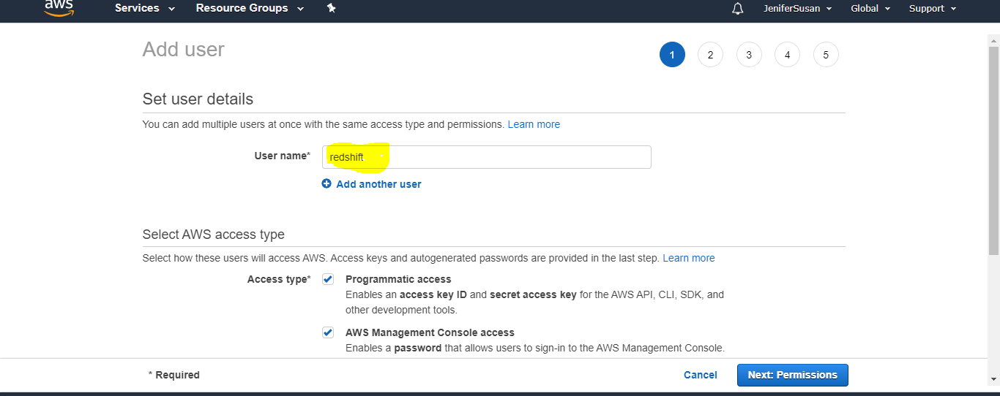 aws Services Resource Groups JeniferSusan Global Support
Add user
1 2 3 4 5
Set user details
You can add multiple users at once with the same access type and permissions. Learn more
User name* redshift
Add another user
Select AWS access type
Select how these users will access AWS. Access keys and autogenerated passwords are provided in the last step. Learn more
Access type* Programmatic access
Enables an access key ID and secret access key for the AWS API, CLI, SDK, and
other development tools.
AWS Management Console access
Enables a password that allows users to sign-in to the AWS Management Console.
* Required Cancel Next: Permissions